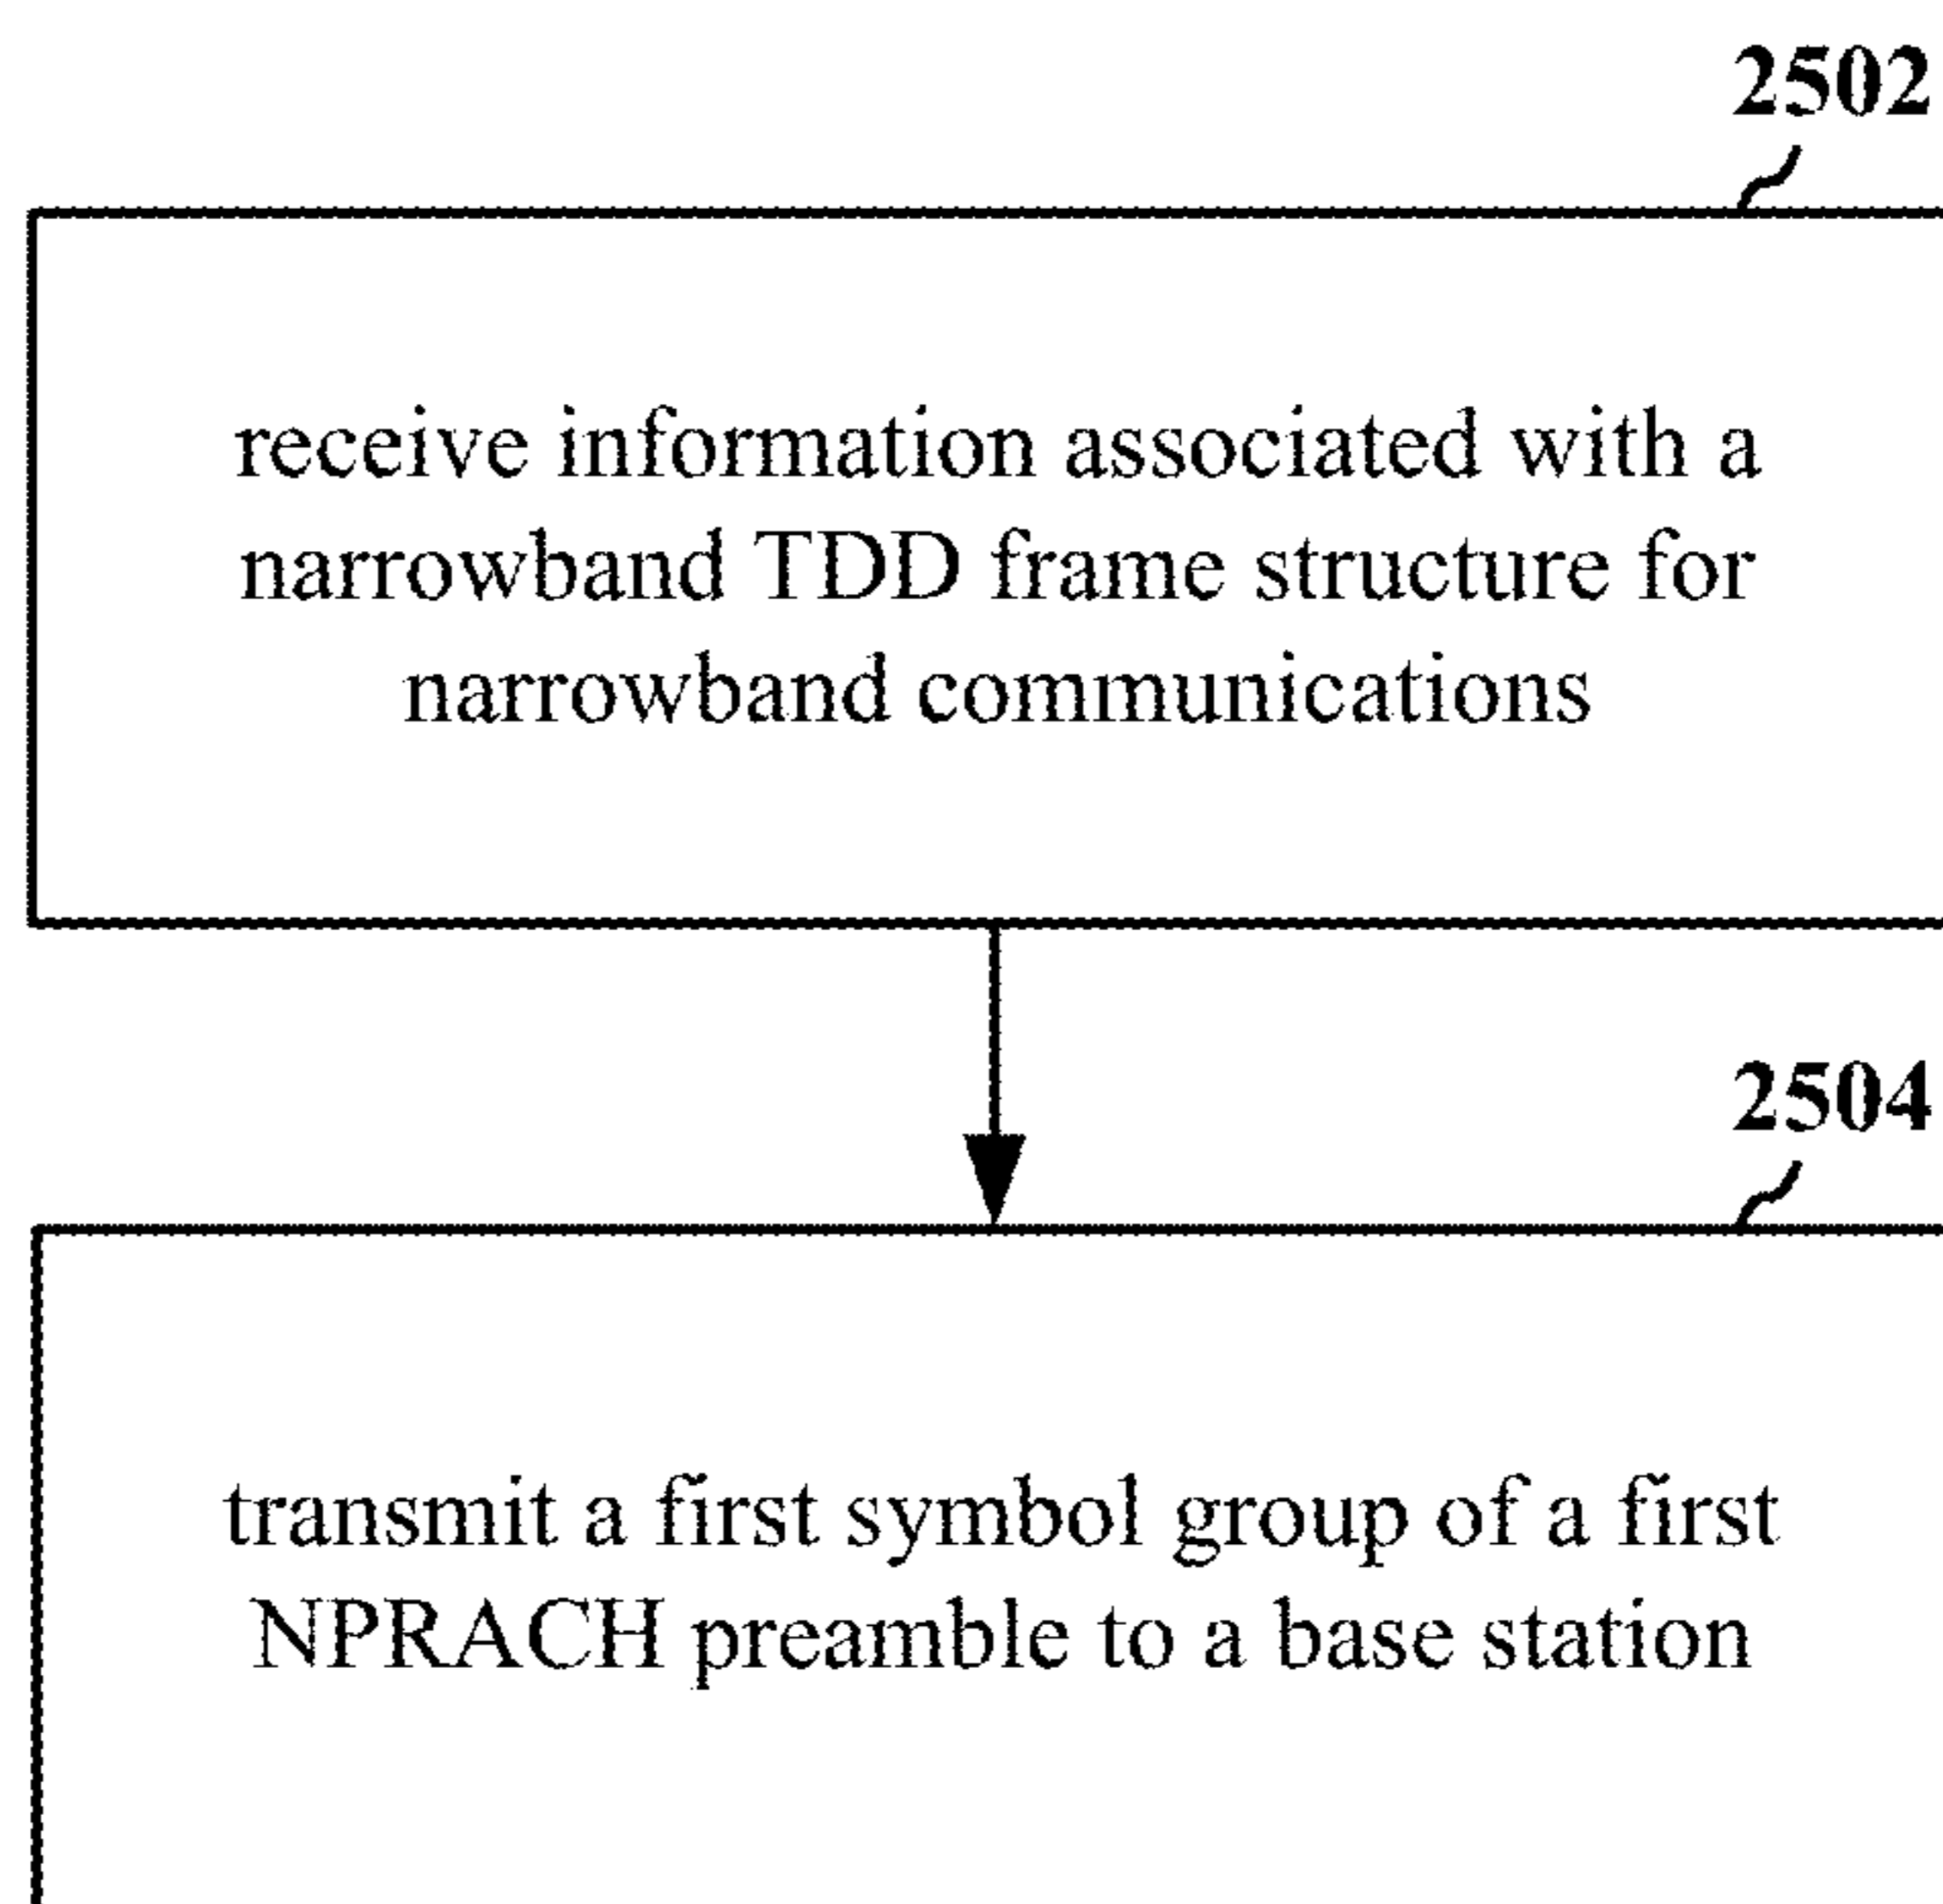 2502
receive information associated with a
narrowband TDD frame structure for
narrowband communications
2504
transmit a first symbol group of a first
NPRACH preamble to a base station